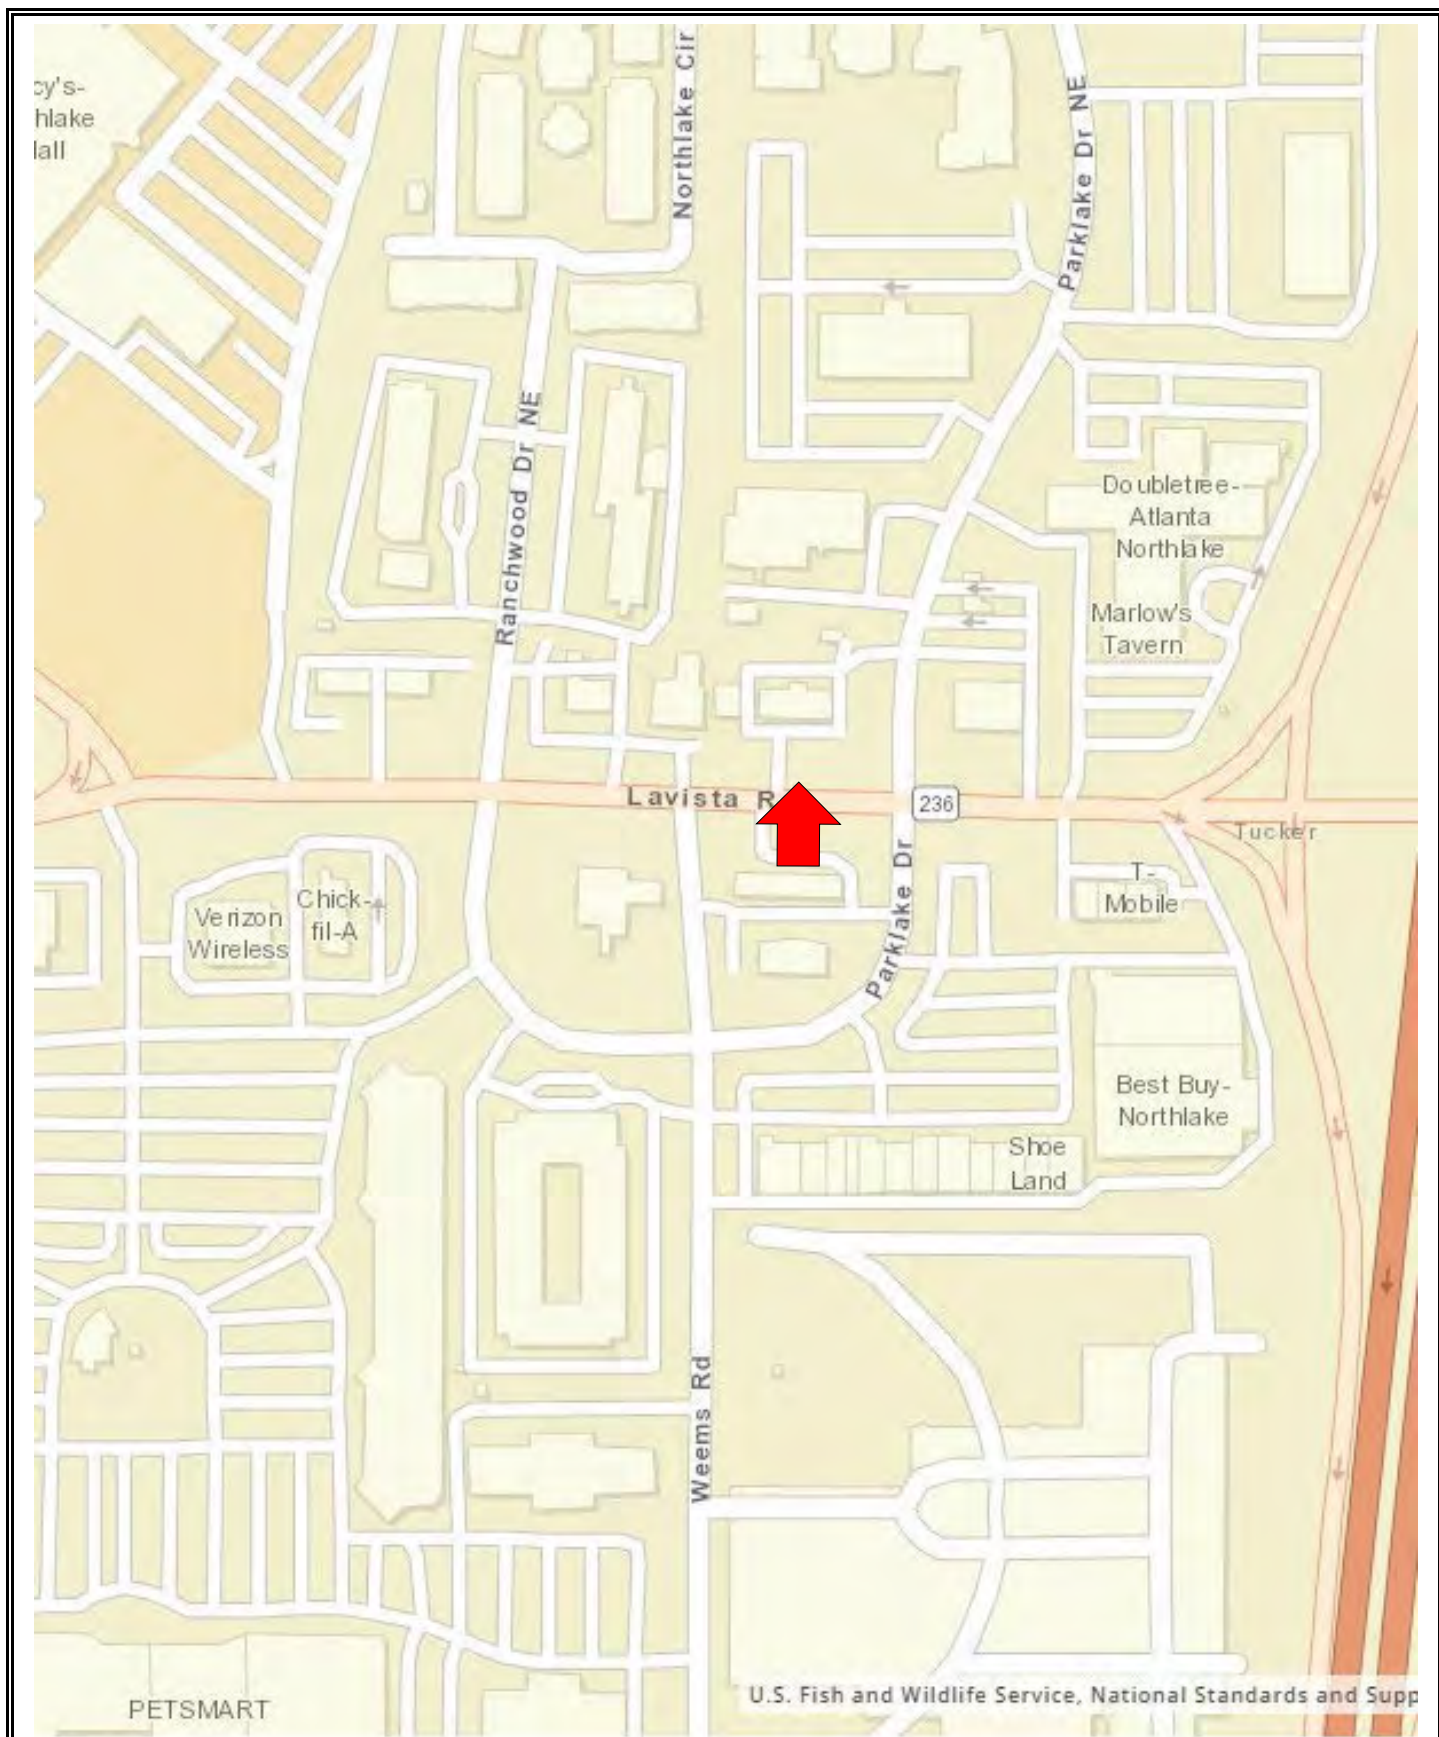 cy's-
hlake
lall
Northlake Cir
Parklake Dr NE
Ranchwood Dr NE
Doubletree-
Atlanta
Northlake
Marlow's
Tavern
Lavista R
236
Tucker
Chick-
fil-A
Verizon
Wireless
Parklake Dr
T-
Mobile
Best Buy-
Northlake
Shoe
Land
Weems Rd
U.S. Fish and Wildlife Service, National Standards and Supp
PETSMART